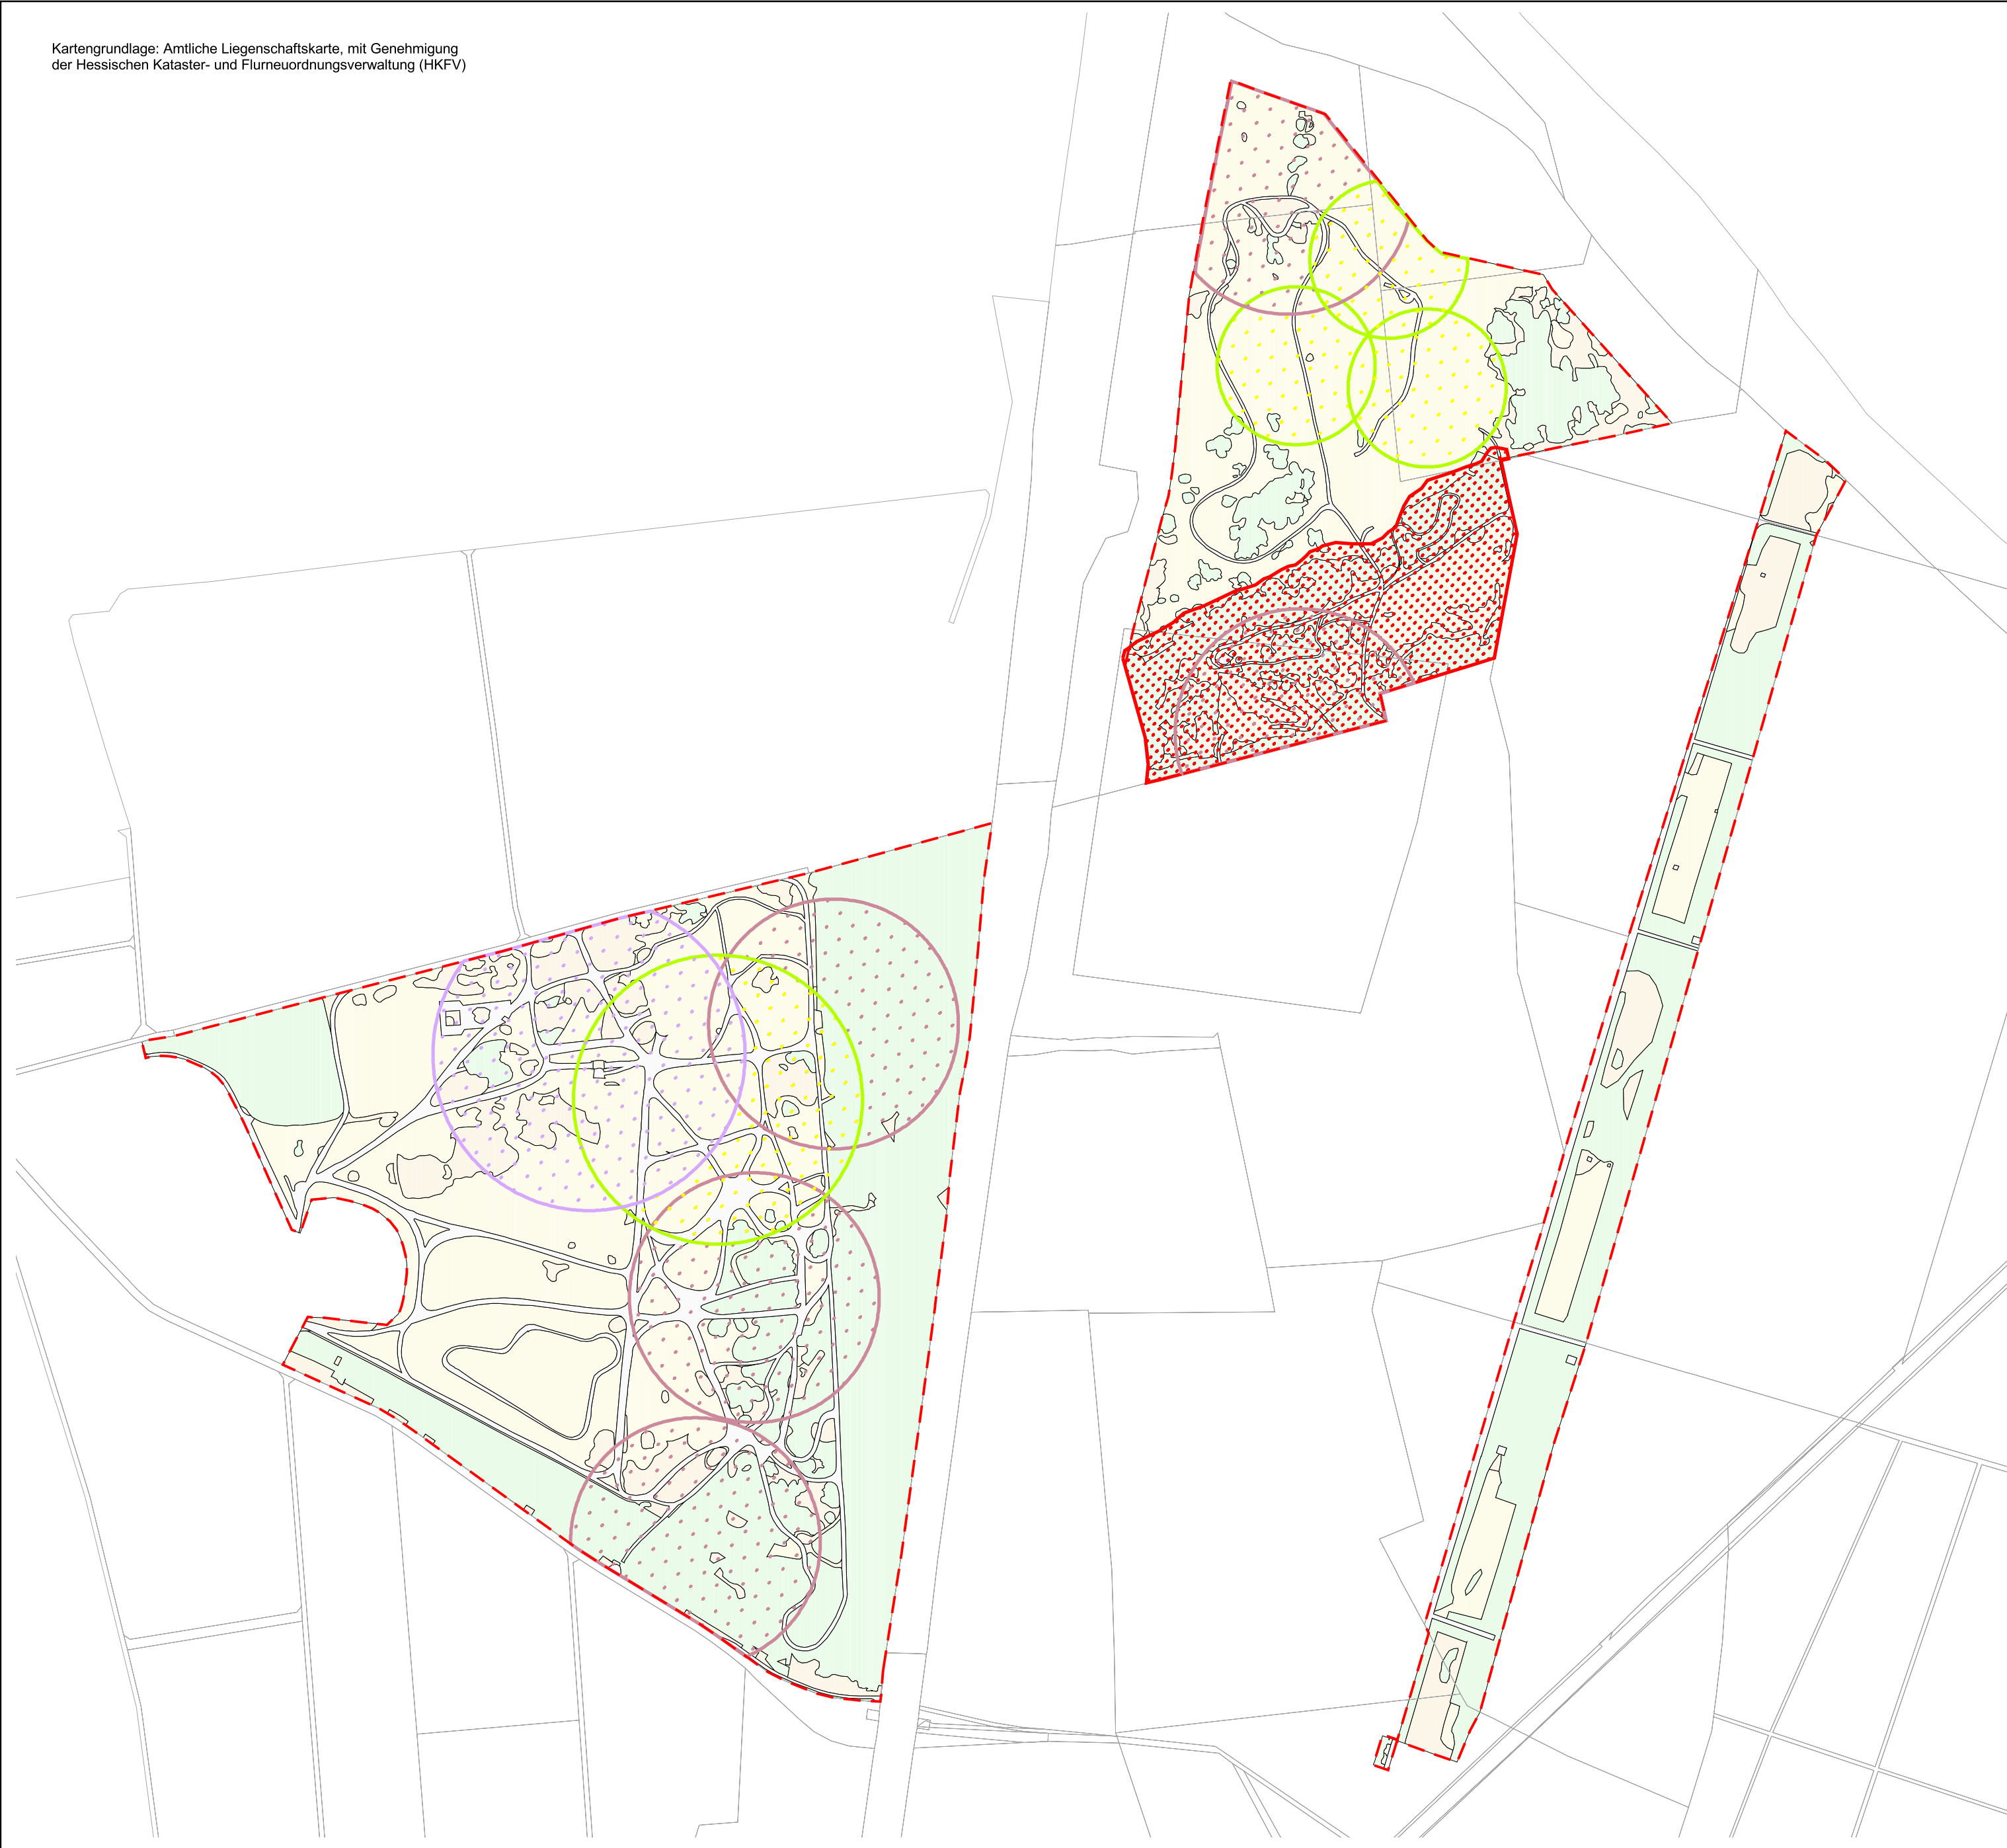 Kartengrundlage: Amtliche Liegenschaftskarte, mit Genehmigung
der Hessischen Kataster- und Flurneuordnungsverwaltung (HKFV)